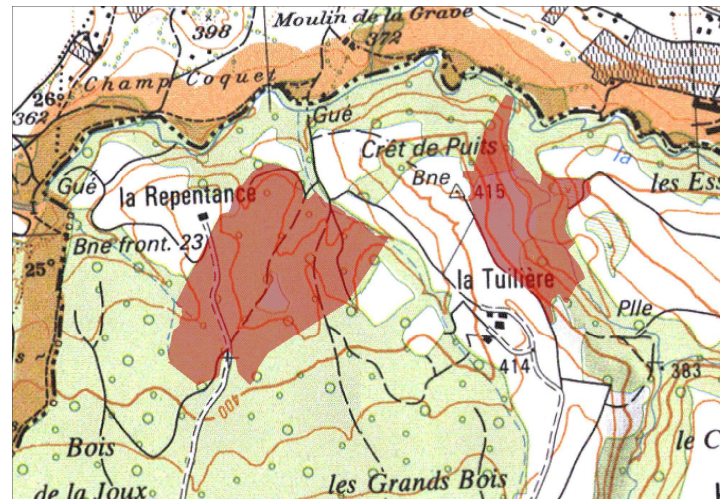 398
Moulin de la Grave
372
Champ Coquet
26°
362
Gué
Crêt de Puits
Bne
415
la
les Ess
Gué
la Repentance
Bne front. 23
25°
la Tuilière
Plle
414
383
400
Bois
de la Joux
les Grands Bois
le C